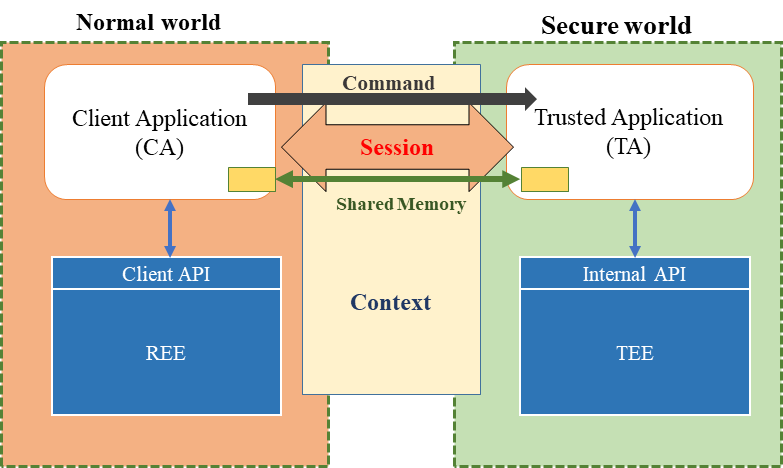 Normal world
Secure world
Command
Client Application
(CA)
Trusted Application
(TA)
Session
Shared Memory
Client API
Internal API
Context
REE
TEE